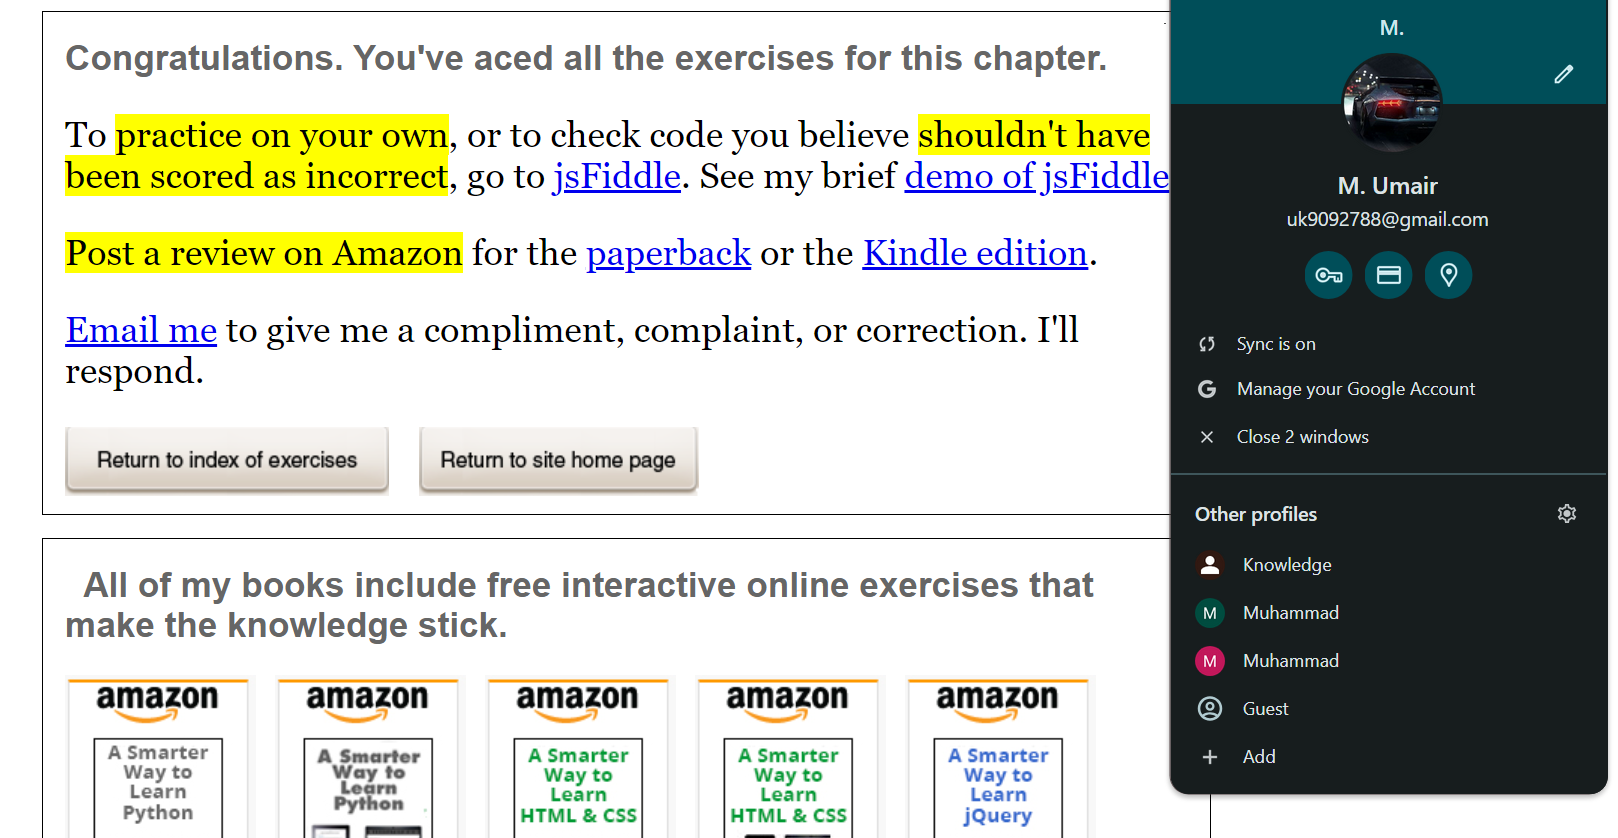 Congratulations. You've aced all the exercises for this chapter.
To practice on your own, or to check code you believe shouldn't have
been scored as incorrect, go to jsFiddle. See my brief demo of jsFiddle
Post a review on Amazon for the paperback or the Kindle edition.
Email me to give me a compliment, complaint, or correction. I'll
respond.
Return to index of exercises
Return to site home page
All of my books include free interactive online exercises that
make the knowledge stick.
amazon
A Smarter
Way to
Learn
Python
amazon
A Smarter
Way to
Learn
Python
amazon
A Smarter
Way to
Learn
HTML & CSS
amazon
A Smarter
Way to
Learn
HTML & CSS
amazon
A Smarter
Way to
Learn
jQuery
M.
M. Umair
uk9092788@gmail.com
Sync is on
G Manage your Google Account
Close 2 windows
Other profiles
Knowledge
M Muhammad
M Muhammad
Guest
Add